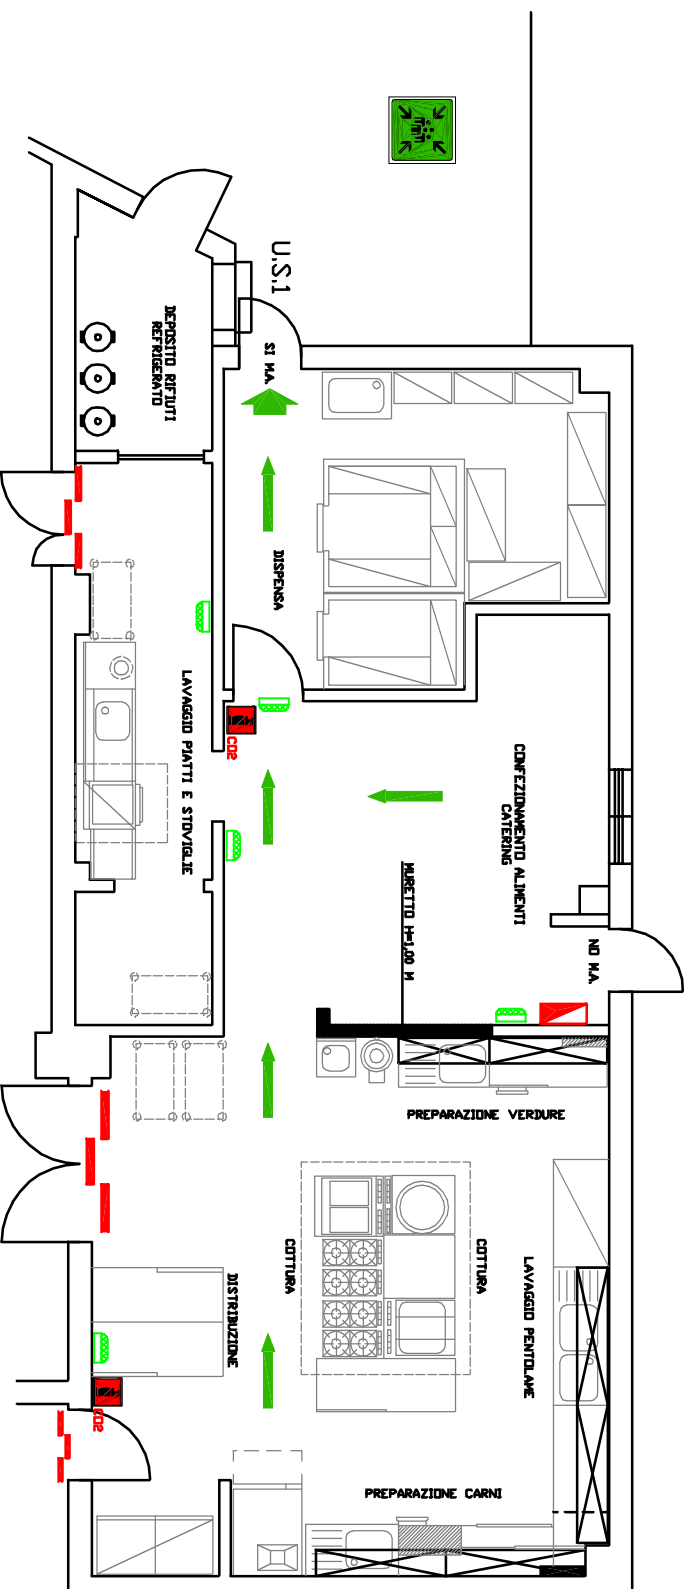 U.S.1
SI M.A.
DEPOSITO RIFIUTI
REFRIGERATO
DISPENSA
LAVAGGIO PIATTI E STOVIGLIE
CO2
CONFEZIONAMENTO ALIMENTI
CATERING
MURETTO H=1,00 M
NO M.A.
PREPARAZIONE VERDURE
COTTURA
COTTURA
LAVAGGIO PENTOLAME
DISTRIBUZIONE
CO2
PREPARAZIONE CARNI